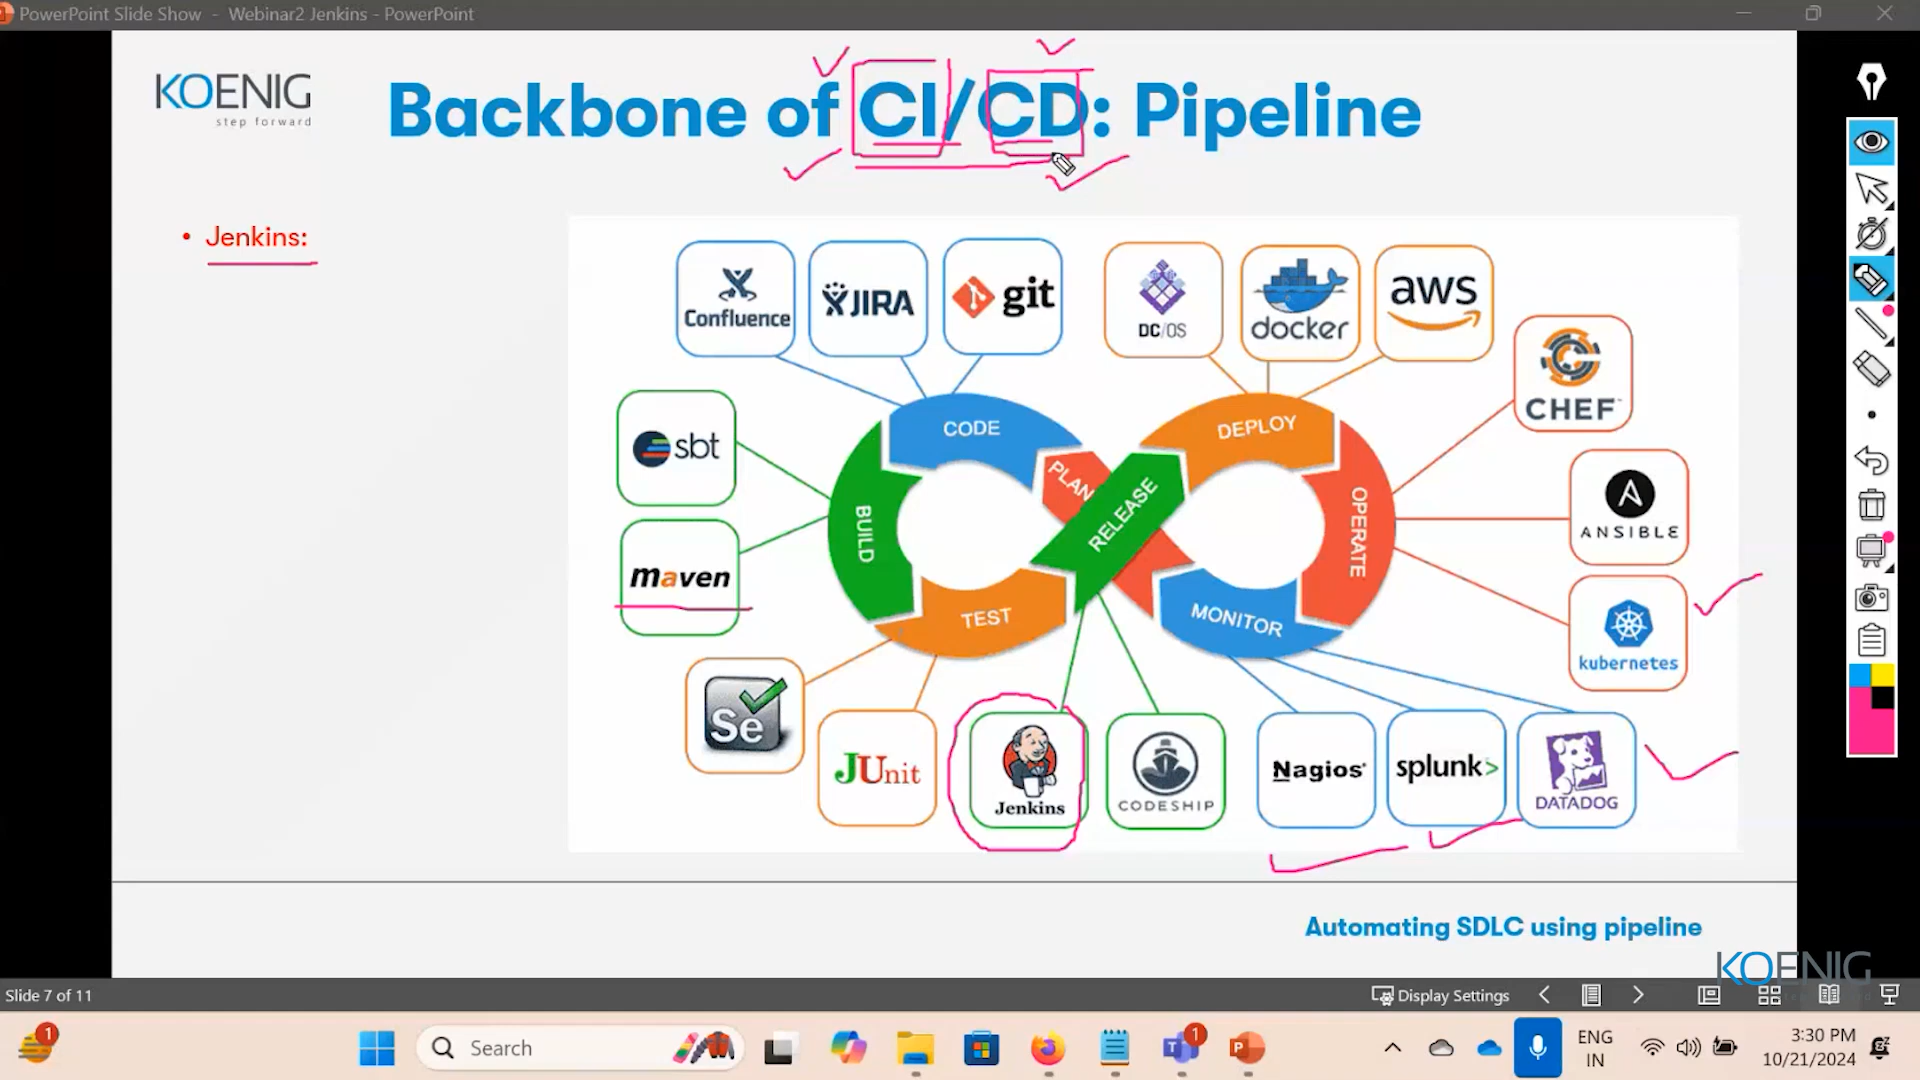 PowerPoint Slide Show - Webinar2 Jenkins - PowerPoint
KOENIG
step forward
Backbone of CI/CD: Pipeline
• Jenkins:
Confluence
JIRA
git
DC/OS
docker
aws
CHEF
sbt
CODE
DEPLOY
PLAN
RELEASE
BUILD
OPERATE
ANSIBLE
maven
TEST
MONITOR
kubernetes
Se
JUnit
Jenkins
CODESHIP
Nagios®
splunk>
DATADOG
Automating SDLC using pipeline
KOENIG
Slide 7 of 11
Display Settings
1
Search
1
ENG
IN
3:30 PM
10/21/2024